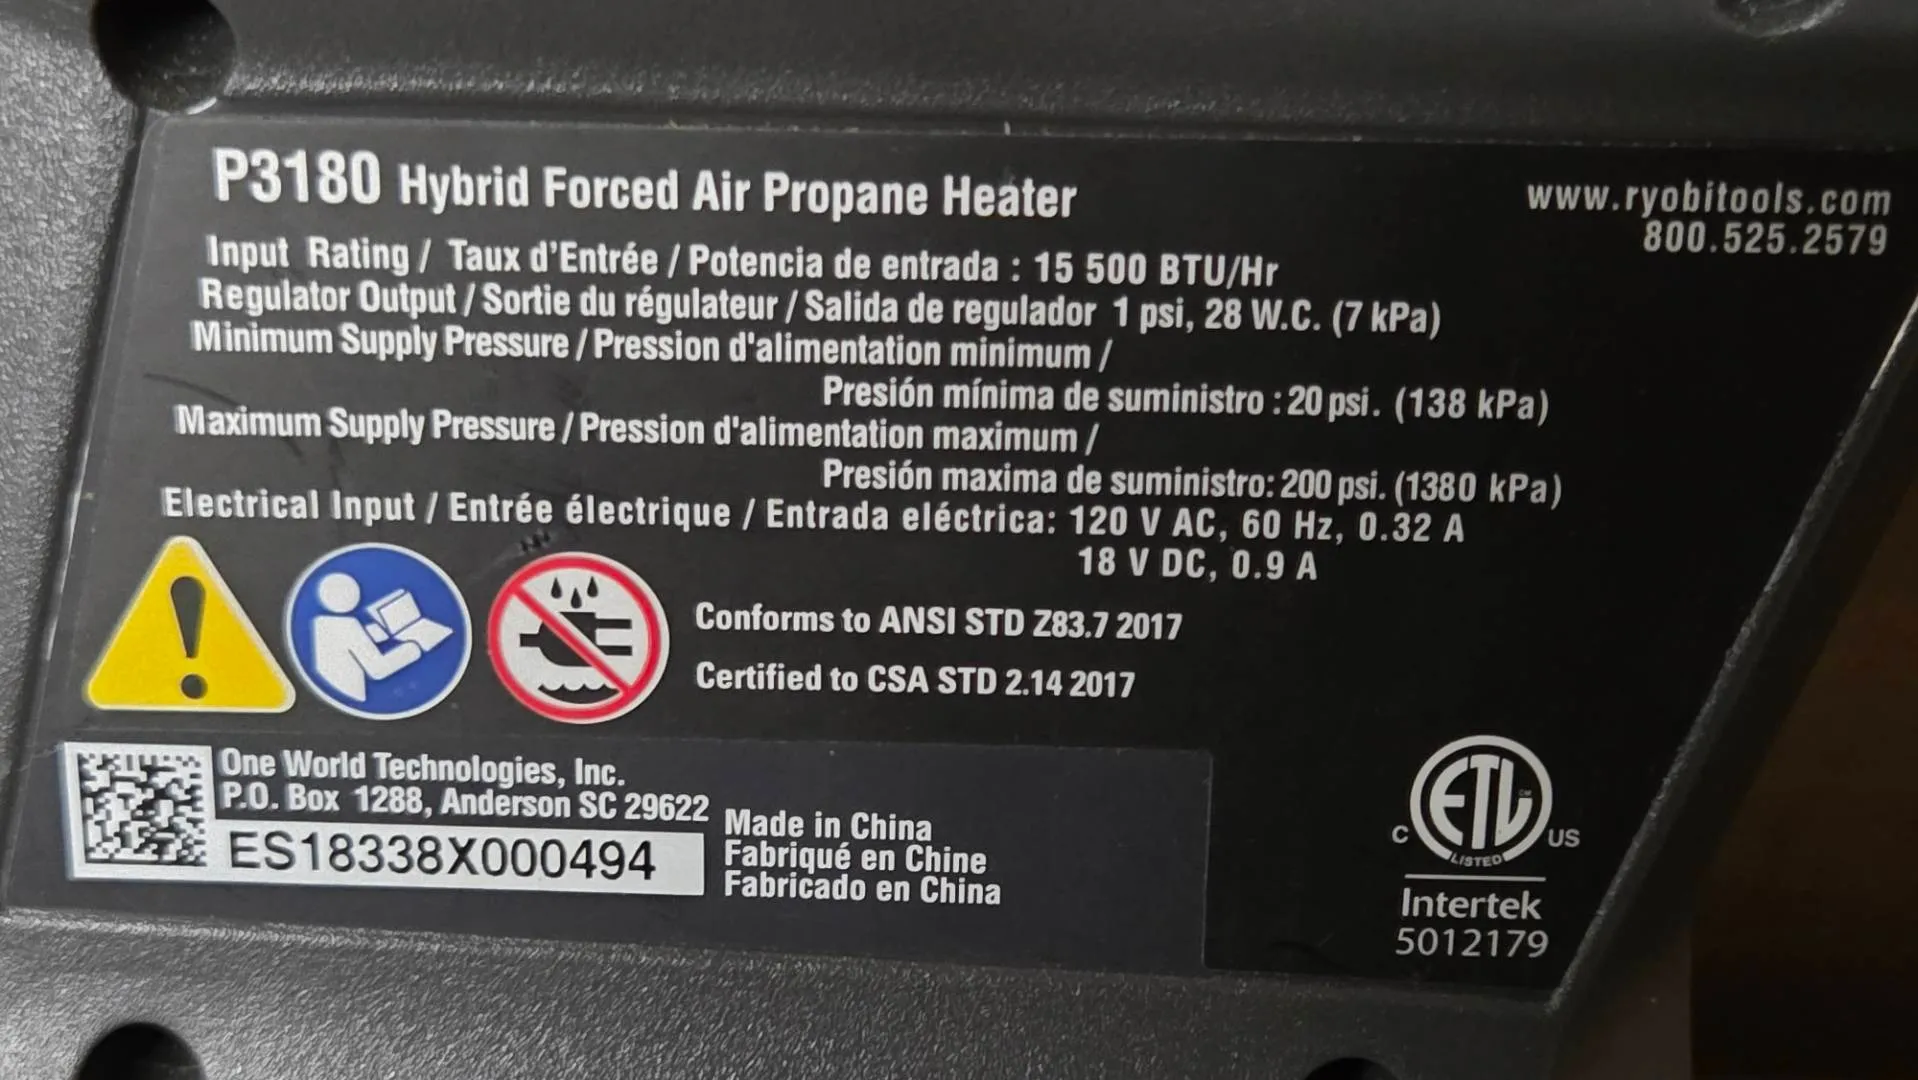 P3180 Hybrid Forced Air Propane Heater
www.ryobitools.com
800.525.2579
Input Rating / Taux d'Entrée / Potencia de entrada : 15 500 BTU/Hr
Regulator Output / Sortie du régulateur / Salida de regulador 1 psi, 28 W.C. (7 kPa)
Minimum Supply Pressure / Pression d'alimentation minimum /
Presión mínima de suministro : 20 psi. (138 kPa)
Maximum Supply Pressure / Pression d'alimentation maximum /
Presión maxima de suministro: 200 psi. (1380 kPa)
Electrical Input / Entrée électrique / Entrada eléctrica: 120 V AC, 60 Hz, 0.32 A
18 V DC, 0.9 A
Conforms to ANSI STD Z83.7 2017
Certified to CSA STD 2.14 2017
One World Technologies, Inc.
P.O. Box 1288, Anderson SC 29622
ES18338X000494
Made in China
Fabriqué en Chine
Fabricado en China
ETL CM
C US
LISTED
Intertek
5012179